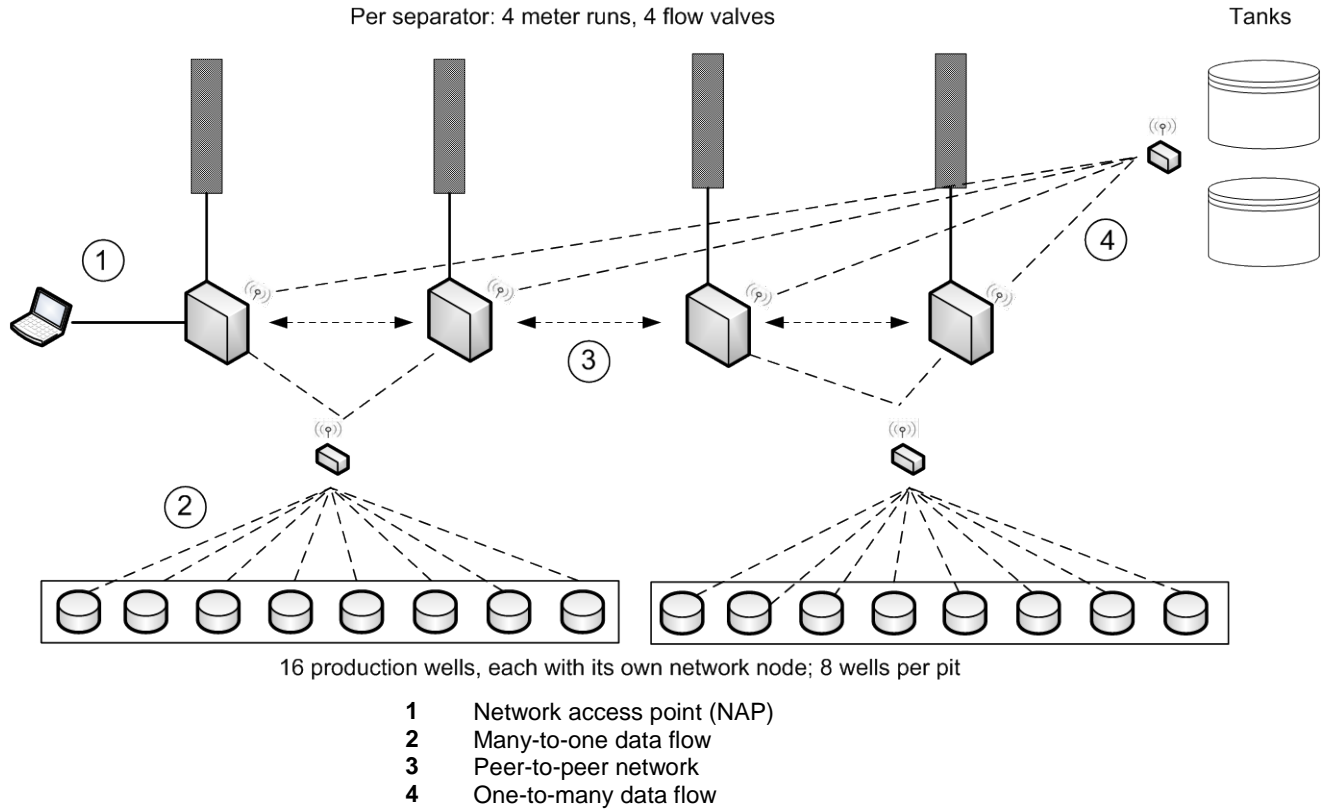 Per separator: 4 meter runs, 4 flow valves
Tanks
1
4
3
2
16 production wells, each with its own network node; 8 wells per pit
1 Network access point (NAP)
2 Many-to-one data flow
3 Peer-to-peer network
4 One-to-many data flow